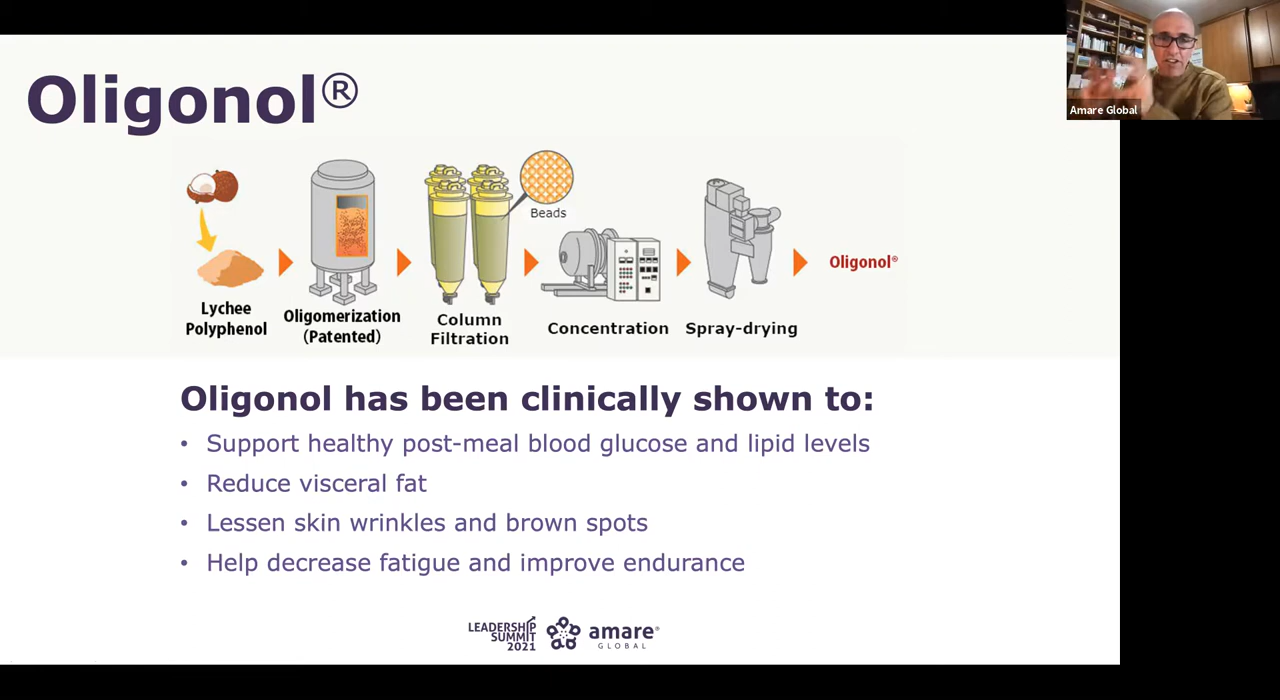 Oligonol®
Amare Global
Beads
Lychee
Polyphenol
Oligomerization
(Patented)
Column
Filtration
Concentration
Spray-drying
Oligonol®
Oligonol has been clinically shown to:
• Support healthy post-meal blood glucose and lipid levels
• Reduce visceral fat
• Lessen skin wrinkles and brown spots
• Help decrease fatigue and improve endurance
LEADERSHIP
SUMMIT
2021
amare®
GLOBAL